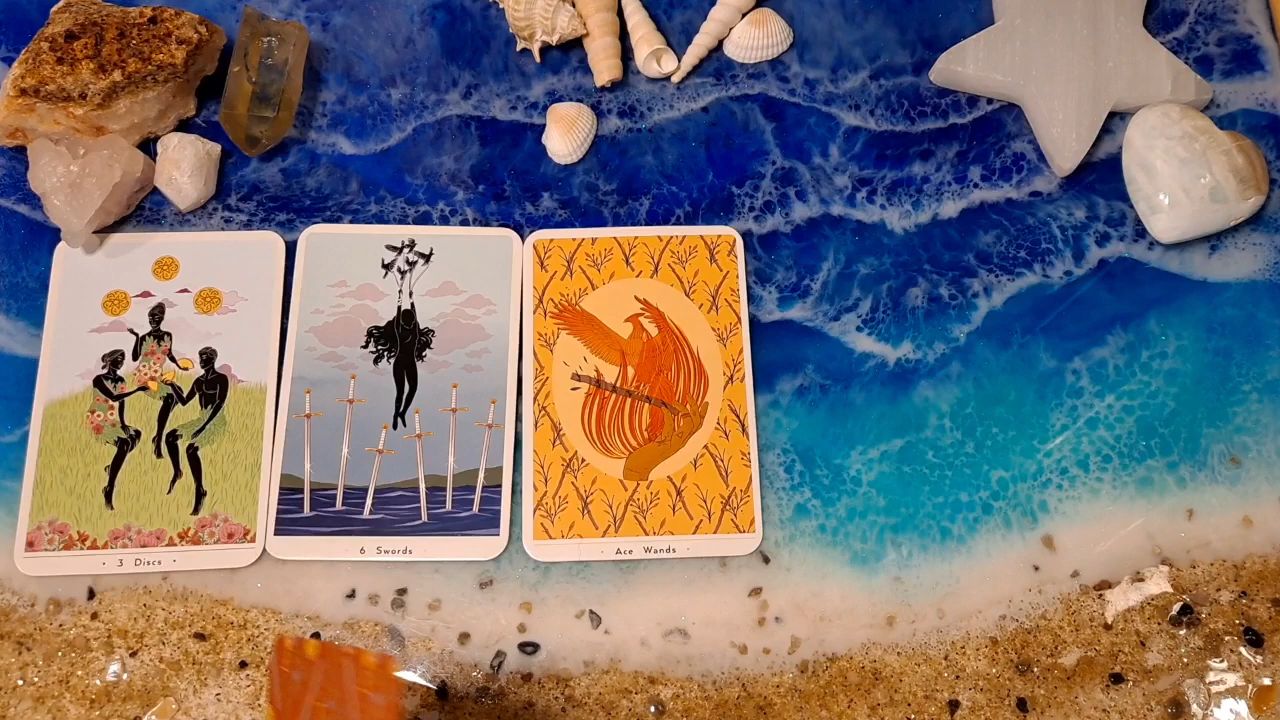 • 3 Discs •
· 6 Swords ·
· Ace Wands ·